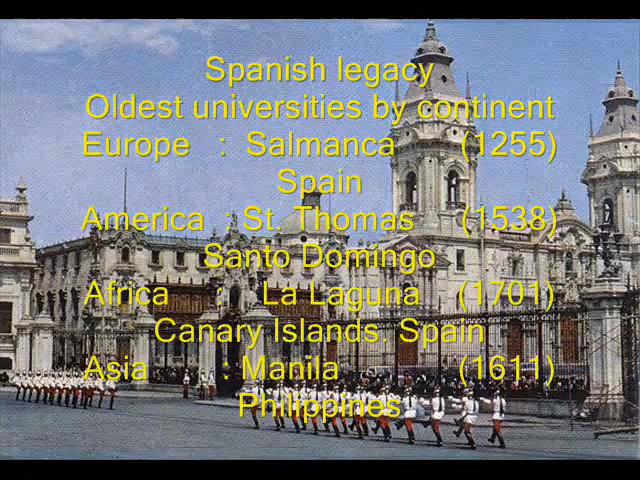 Spanish legacy
Oldest universities by continent
Europe : Salmanca (1255)
Spain
America : St. Thomas (1538)
Santo Domingo
Africa : La Laguna (1701)
Canary Islands. Spain
Asia : Manila (1611)
Philippines